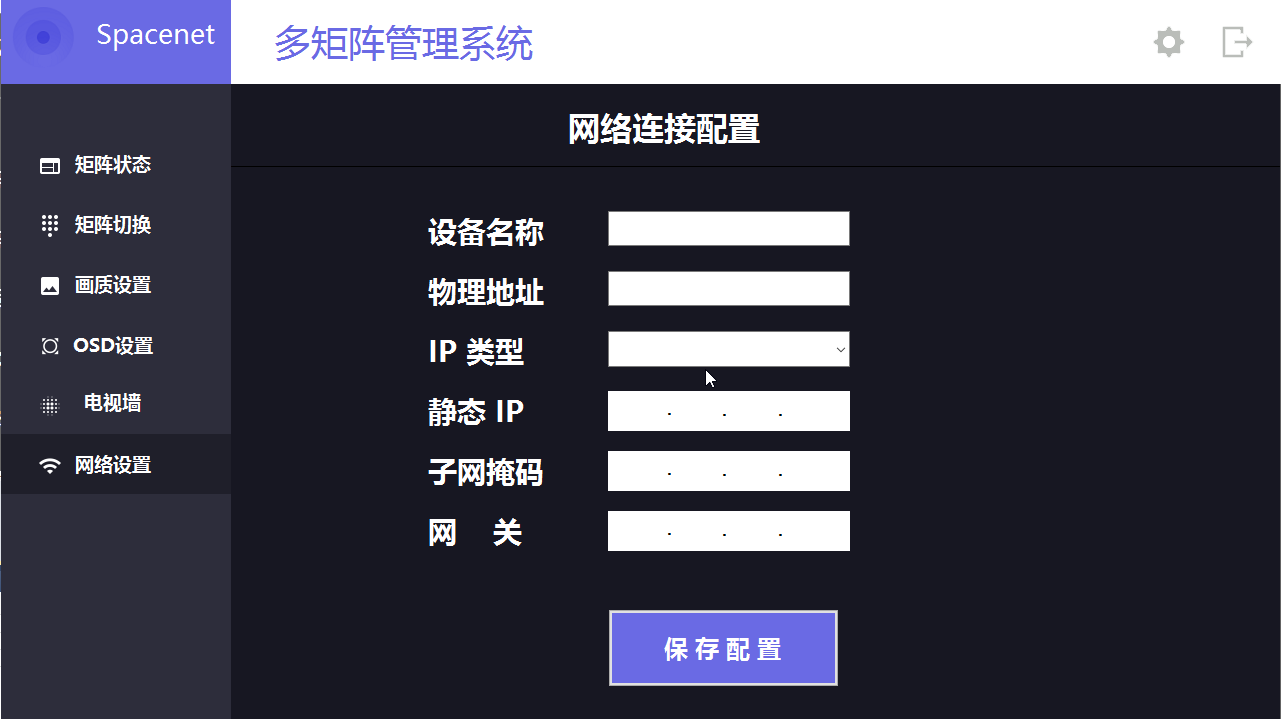 Spacenet
多矩阵管理系统
网络连接配置
矩阵状态
矩阵切换
画质设置
OSD设置
电视墙
网络设置
设备名称
物理地址
IP 类型
静态 IP
. . .
子网掩码
. . .
网 关
. . .
保 存 配 置